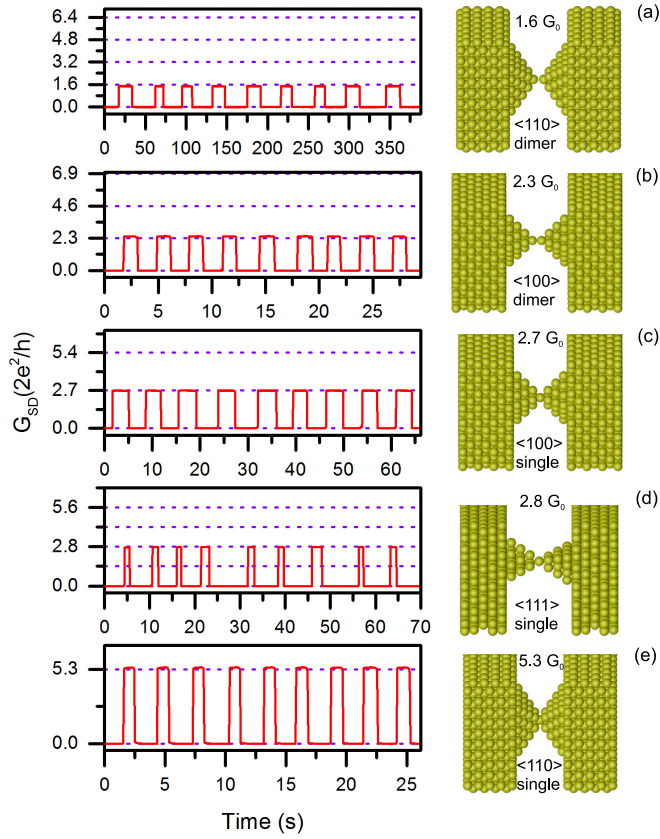 (a)
6.4
4.8
3.2
1.6
0.0
0 50 100 150 200 250 300 350
1.6 G₀
<110>
dimer
(b)
6.9
4.6
2.3
0.0
0 5 10 15 20 25
2.3 G₀
<100>
dimer
(c)
5.4
2.7
0.0
0 10 20 30 40 50 60
2.7 G₀
<100>
single
(d)
5.6
2.8
0.0
0 10 20 30 40 50 60 70
2.8 G₀
<111>
single
(e)
5.3
0.0
0 5 10 15 20 25
5.3 G₀
<110>
single
G_SD(2e²/h)
Time (s)